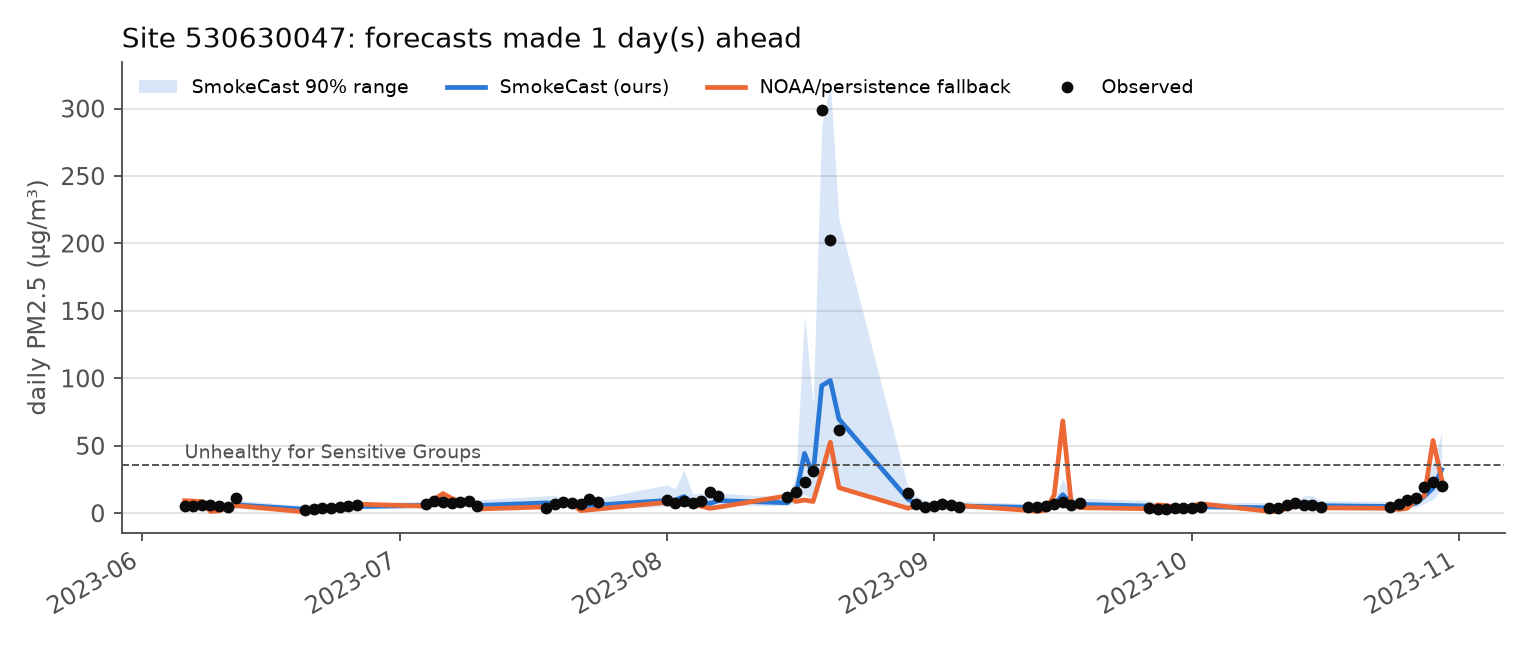 Site 530630047: forecasts made 1 day(s) ahead
SmokeCast 90% range
SmokeCast (ours)
NOAA/persistence fallback
Observed
daily PM2.5 (µg/m³)
300
250
200
150
100
50
0
Unhealthy for Sensitive Groups
2023-06
2023-07
2023-08
2023-09
2023-10
2023-11